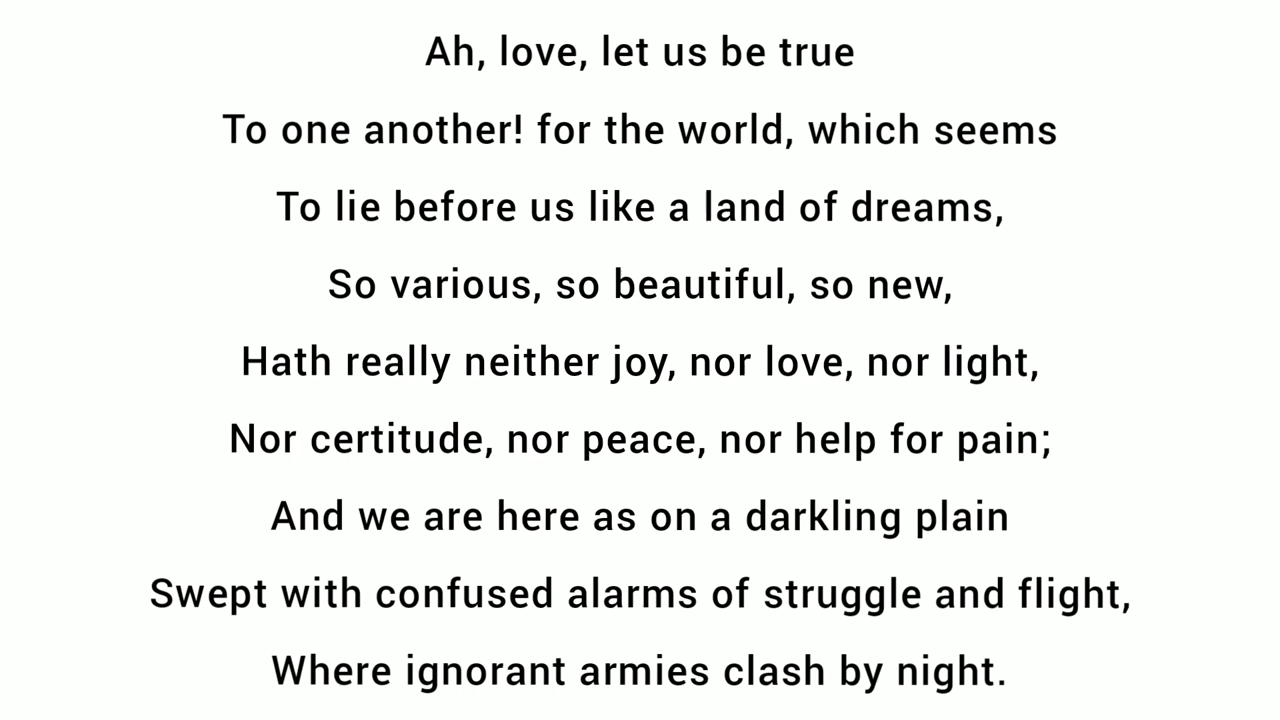 Ah, love, let us be true
To one another! for the world, which seems
To lie before us like a land of dreams,
So various, so beautiful, so new,
Hath really neither joy, nor love, nor light,
Nor certitude, nor peace, nor help for pain;
And we are here as on a darkling plain
Swept with confused alarms of struggle and flight,
Where ignorant armies clash by night.